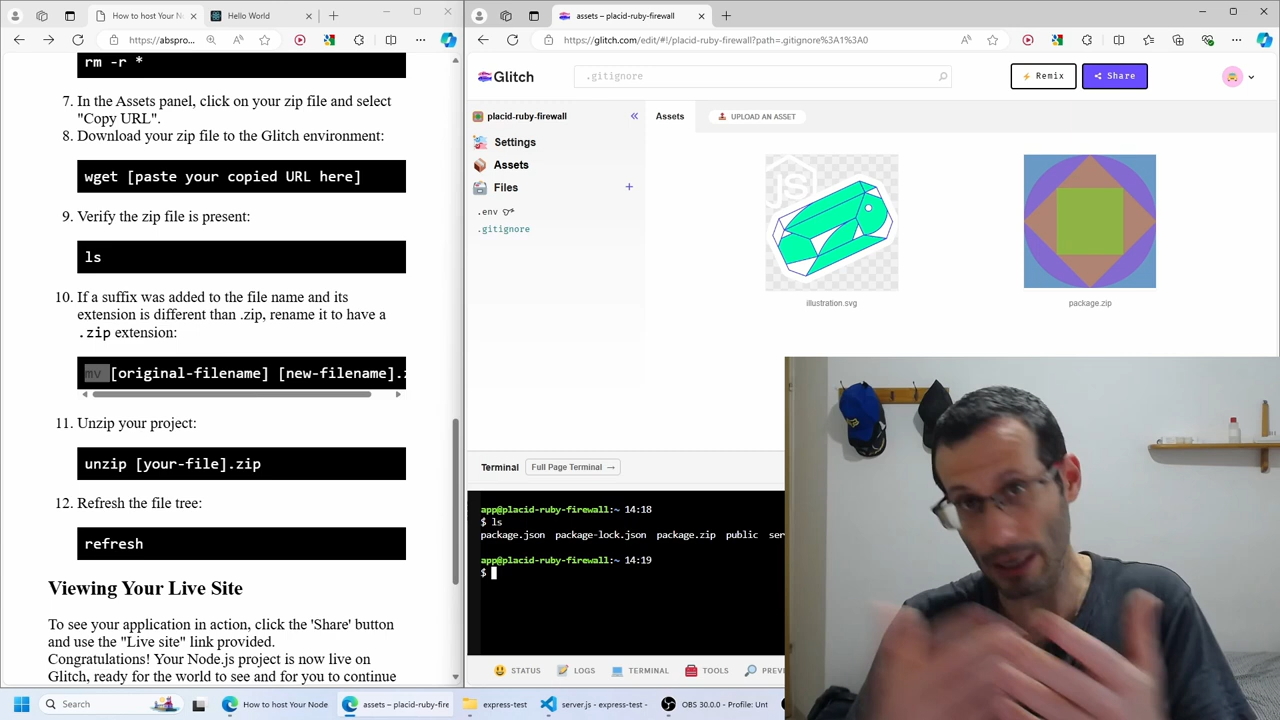 How to host Your N
Hello World
assets – placid-ruby-firewall
https://abspro...
https://glitch.com/edit/#!/placid-ruby-firewall?path=.gitignore%3A1%3A0
rm -r *
7. In the Assets panel, click on your zip file and select
"Copy URL".
8. Download your zip file to the Glitch environment:
wget [paste your copied URL here]
9. Verify the zip file is present:
ls
10. If a suffix was added to the file name and its
extension is different than .zip, rename it to have a
.zip extension:
mv [original-filename] [new-filename].
11. Unzip your project:
unzip [your-file].zip
12. Refresh the file tree:
refresh
Viewing Your Live Site
To see your application in action, click the 'Share' button
and use the "Live site" link provided.
Congratulations! Your Node.js project is now live on
Glitch, ready for the world to see and for you to continue
Glitch
.gitignore
Remix
Share
placid-ruby-firewall
Settings
Assets
Files +
.env
.gitignore
Assets
UPLOAD AN ASSET
JS
illustration.svg
package.zip
Terminal
Full Page Terminal →
app@placid-ruby-firewall:~ 14:18
$ ls
package.json package-lock.json package.zip public ser
app@placid-ruby-firewall:~ 14:19
$
STATUS
LOGS
TERMINAL
TOOLS
PREV
Search
How to host Your Node
assets – placid-ruby-fire
express-test
server.js - express-test -
OBS 30.0.0 - Profile: Unt